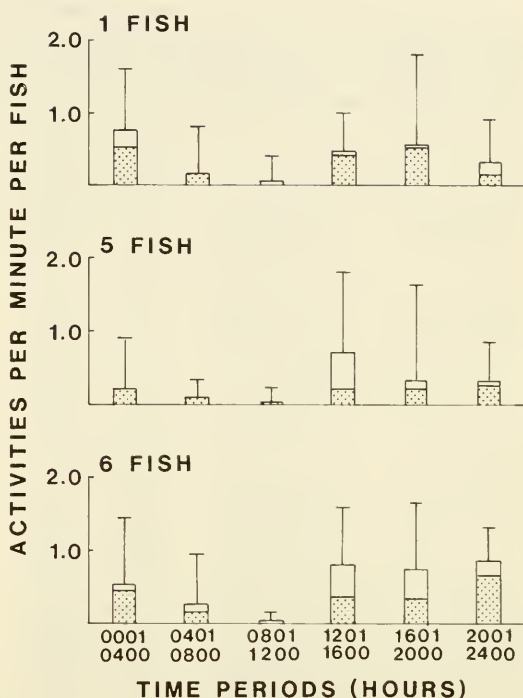 1 FISH
2.0
1.0
5 FISH
2.0
1.0
6 FISH
2.0
1.0
ACTIVITIES PER MINUTE PER FISH
0001 0401 0801 1201 1601 2001
0400 0800 1200 1600 2000 2400
TIME PERIODS (HOURS)